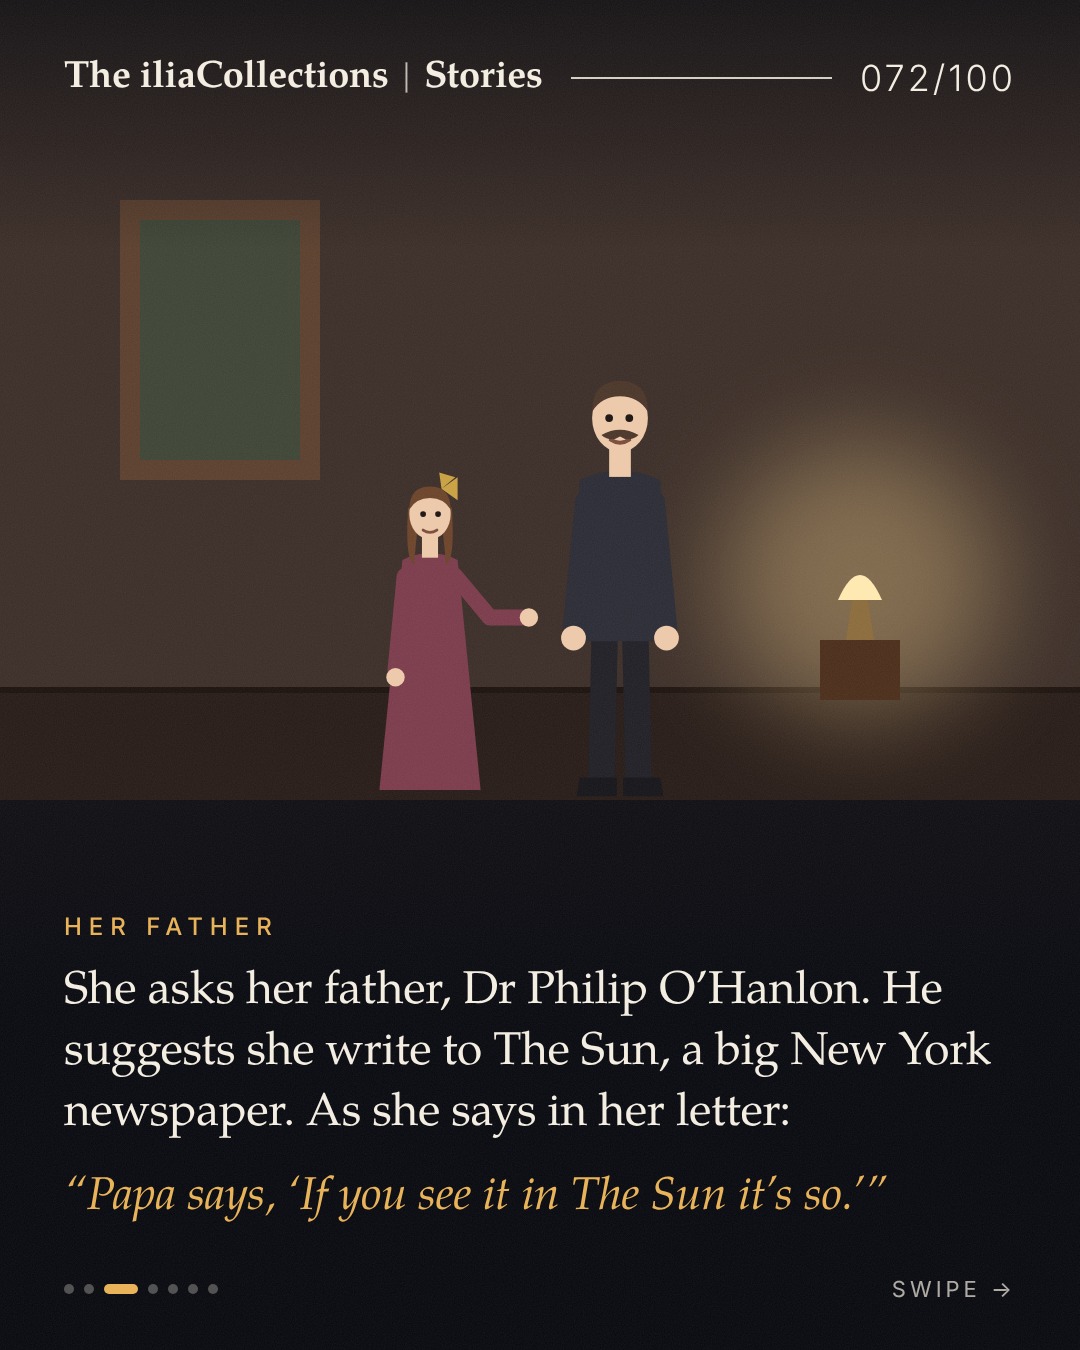 The iliaCollections | Stories 072/100
HER FATHER
She asks her father, Dr Philip O’Hanlon. He
suggests she write to The Sun, a big New York
newspaper. As she says in her letter:
“Papa says, ‘If you see it in The Sun it’s so.’”
SWIPE →